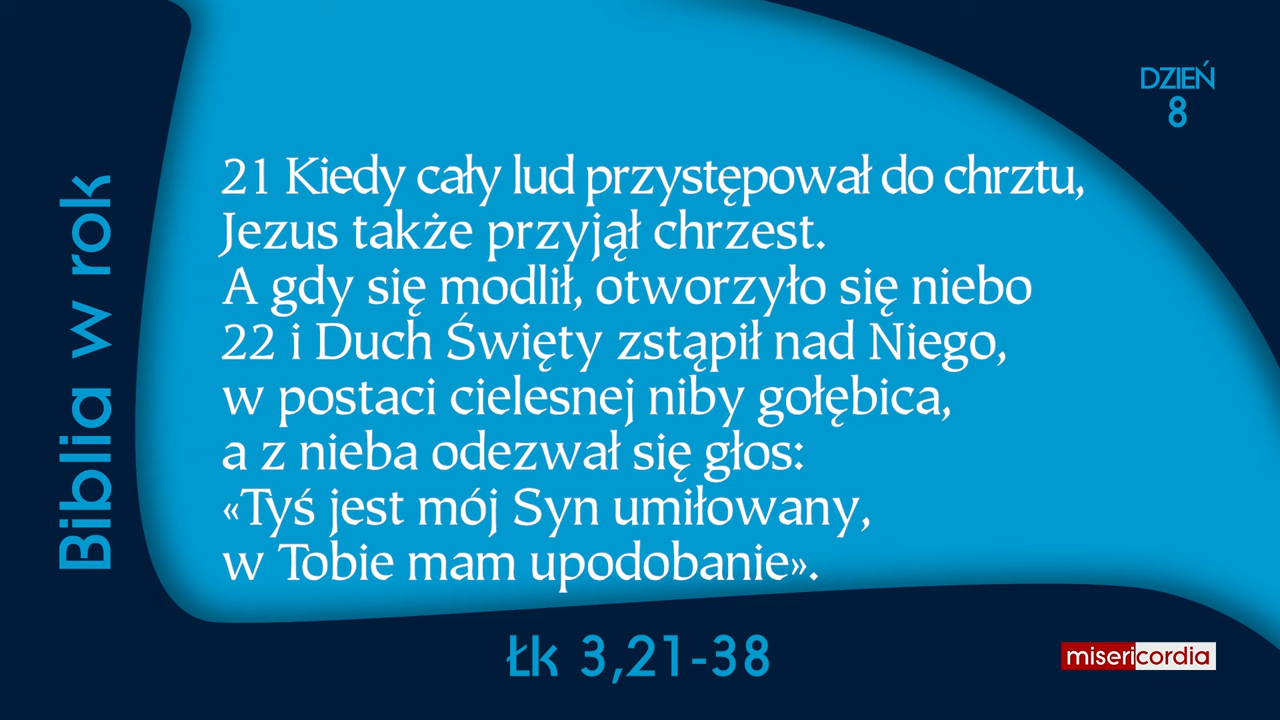 DZIEŃ
8
Biblia w rok
21 Kiedy cały lud przystępował do chrztu,
Jezus także przyjął chrzest.
A gdy się modlił, otworzyło się niebo
22 i Duch Święty zstąpił nad Niego,
w postaci cielesnej niby gołębica,
a z nieba odezwał się głos:
«Tyś jest mój Syn umiłowany,
w Tobie mam upodobanie».
Łk 3,21-38
misericordia